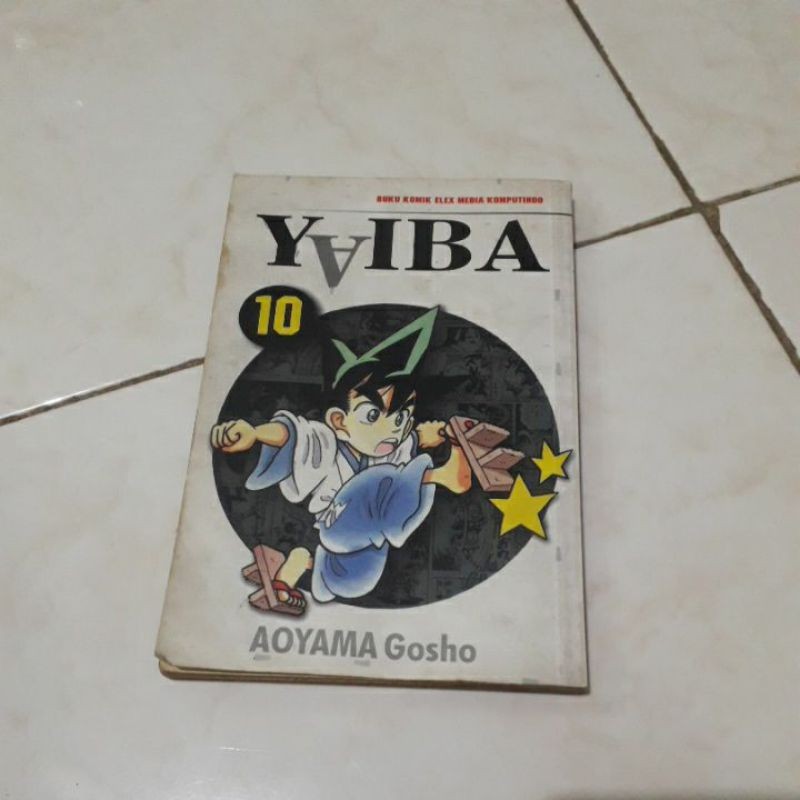 BUKU KOMIK ELEX MEDIA KOMPUTINDO
YAIBA
10
AOYAMA Gosho